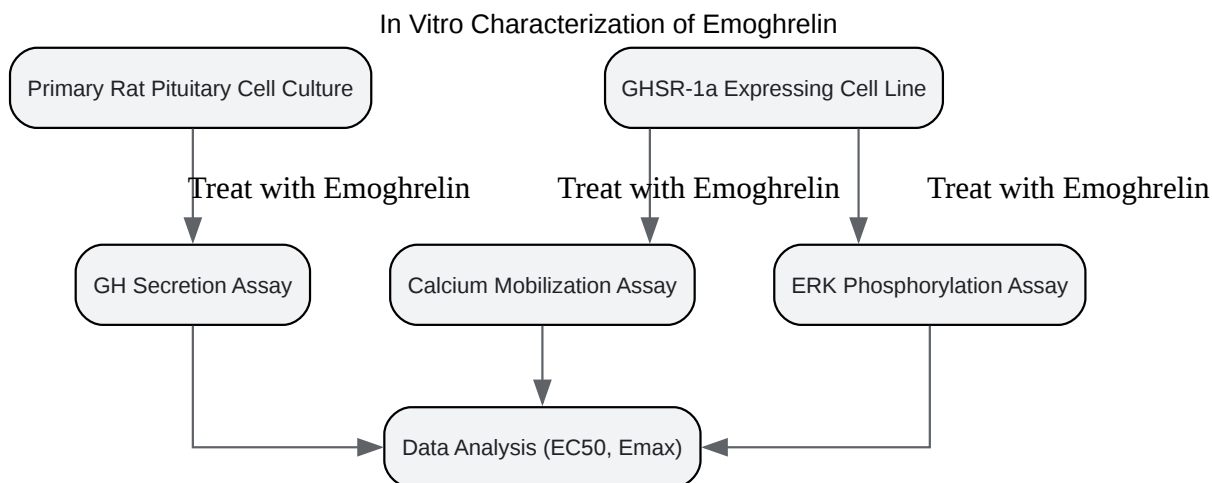 In Vitro Characterization of Emoghrelin
Primary Rat Pituitary Cell Culture
GHSR-1a Expressing Cell Line
Treat with Emoghrelin
Treat with Emoghrelin
Treat with Emoghrelin
GH Secretion Assay
Calcium Mobilization Assay
ERK Phosphorylation Assay
Data Analysis (EC50, Emax)